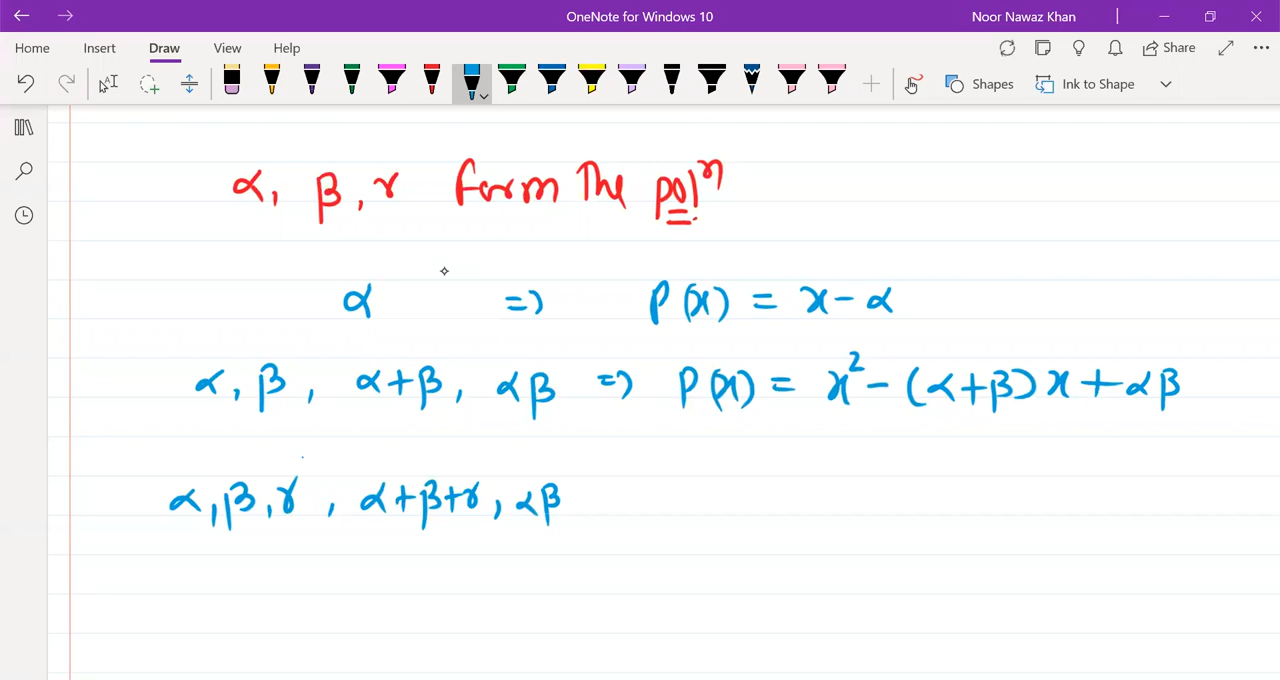 OneNote for Windows 10
Noor Nawaz Khan
Home Insert Draw View Help
Share
Shapes Ink to Shape
α, β, γ form The polⁿ
α => P(x) = x - α
α, β, α+β, αβ => P(x) = x² - (α+β)x + αβ
α, β, γ, α+β+γ, αβ